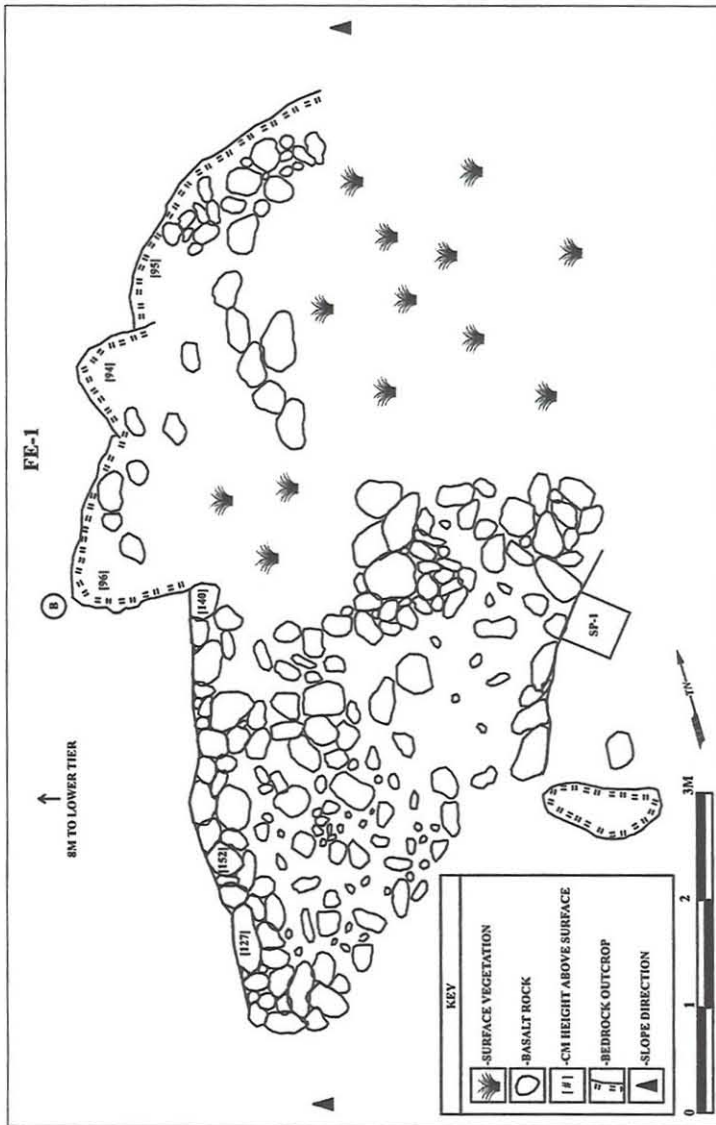 FE-1
B
8M TO LOWER TIER
[96]
[94]
[95]
[140]
[152]
[127]
SP-1
TN
KEY
-SURFACE VEGETATION
-BASALT ROCK
[#] -CM HEIGHT ABOVE SURFACE
-BEDROCK OUTCROP
-SLOPE DIRECTION
0 1 2 3M